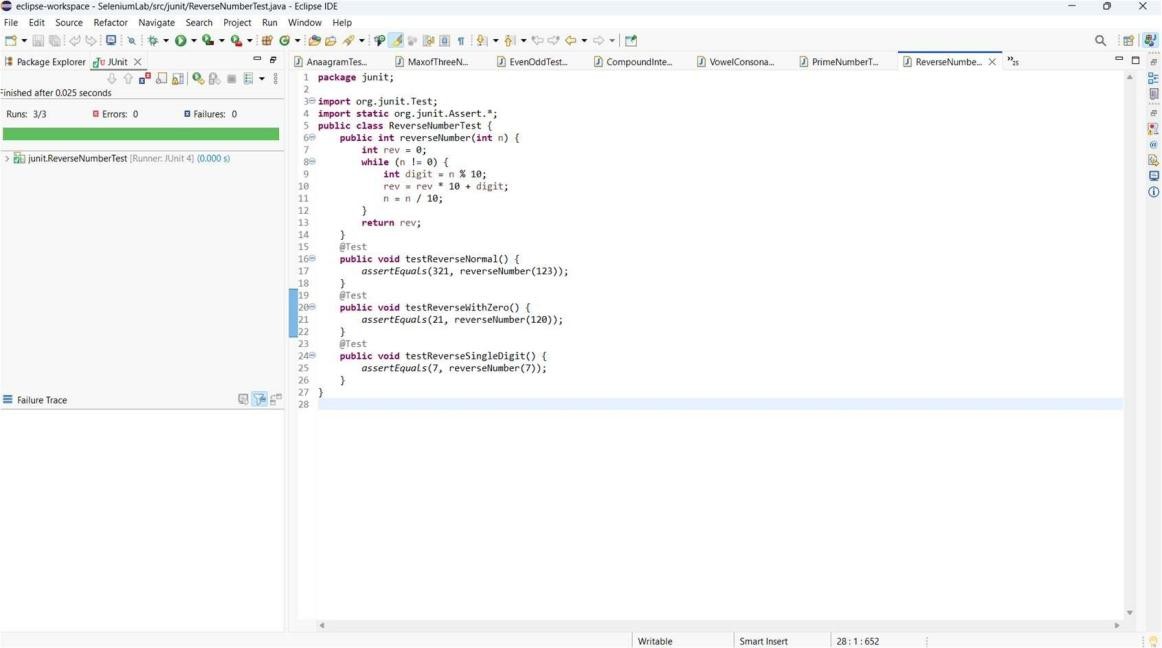 eclipse-workspace - SeleniumLab/src/junit/ReverseNumberTest.java - Eclipse IDE
File Edit Source Refactor Navigate Search Project Run Window Help
Package Explorer JUnit
AnaagramTes... MaxofThreeN... EvenOddTest... CompoundInte... VowelConsona... PrimeNumberT... ReverseNumbe... »25
Finished after 0.025 seconds
Runs: 3/3 Errors: 0 Failures: 0
junit.ReverseNumberTest [Runner: JUnit 4] (0.000 s)
Failure Trace
1 package junit;
2
3 import org.junit.Test;
4 import static org.junit.Assert.*;
5 public class ReverseNumberTest {
6 public int reverseNumber(int n) {
7 int rev = 0;
8 while (n != 0) {
9 int digit = n % 10;
10 rev = rev * 10 + digit;
11 n = n / 10;
12 }
13 return rev;
14 }
15 @Test
16 public void testReverseNormal() {
17 assertEquals(321, reverseNumber(123));
18 }
19 @Test
20 public void testReverseWithZero() {
21 assertEquals(21, reverseNumber(120));
22 }
23 @Test
24 public void testReverseSingleDigit() {
25 assertEquals(7, reverseNumber(7));
26 }
27 }
28
Writable Smart Insert 28 : 1 : 652